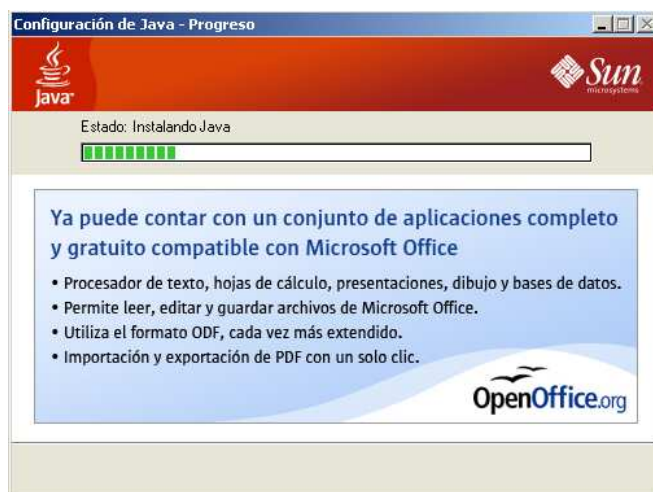 Configuración de Java - Progreso
Java
Sun
microsystems
Estado: Instalando Java
Ya puede contar con un conjunto de aplicaciones completo
y gratuito compatible con Microsoft Office
• Procesador de texto, hojas de cálculo, presentaciones, dibujo y bases de datos.
• Permite leer, editar y guardar archivos de Microsoft Office.
• Utiliza el formato ODF, cada vez más extendido.
• Importación y exportación de PDF con un solo clic.
OpenOffice.org